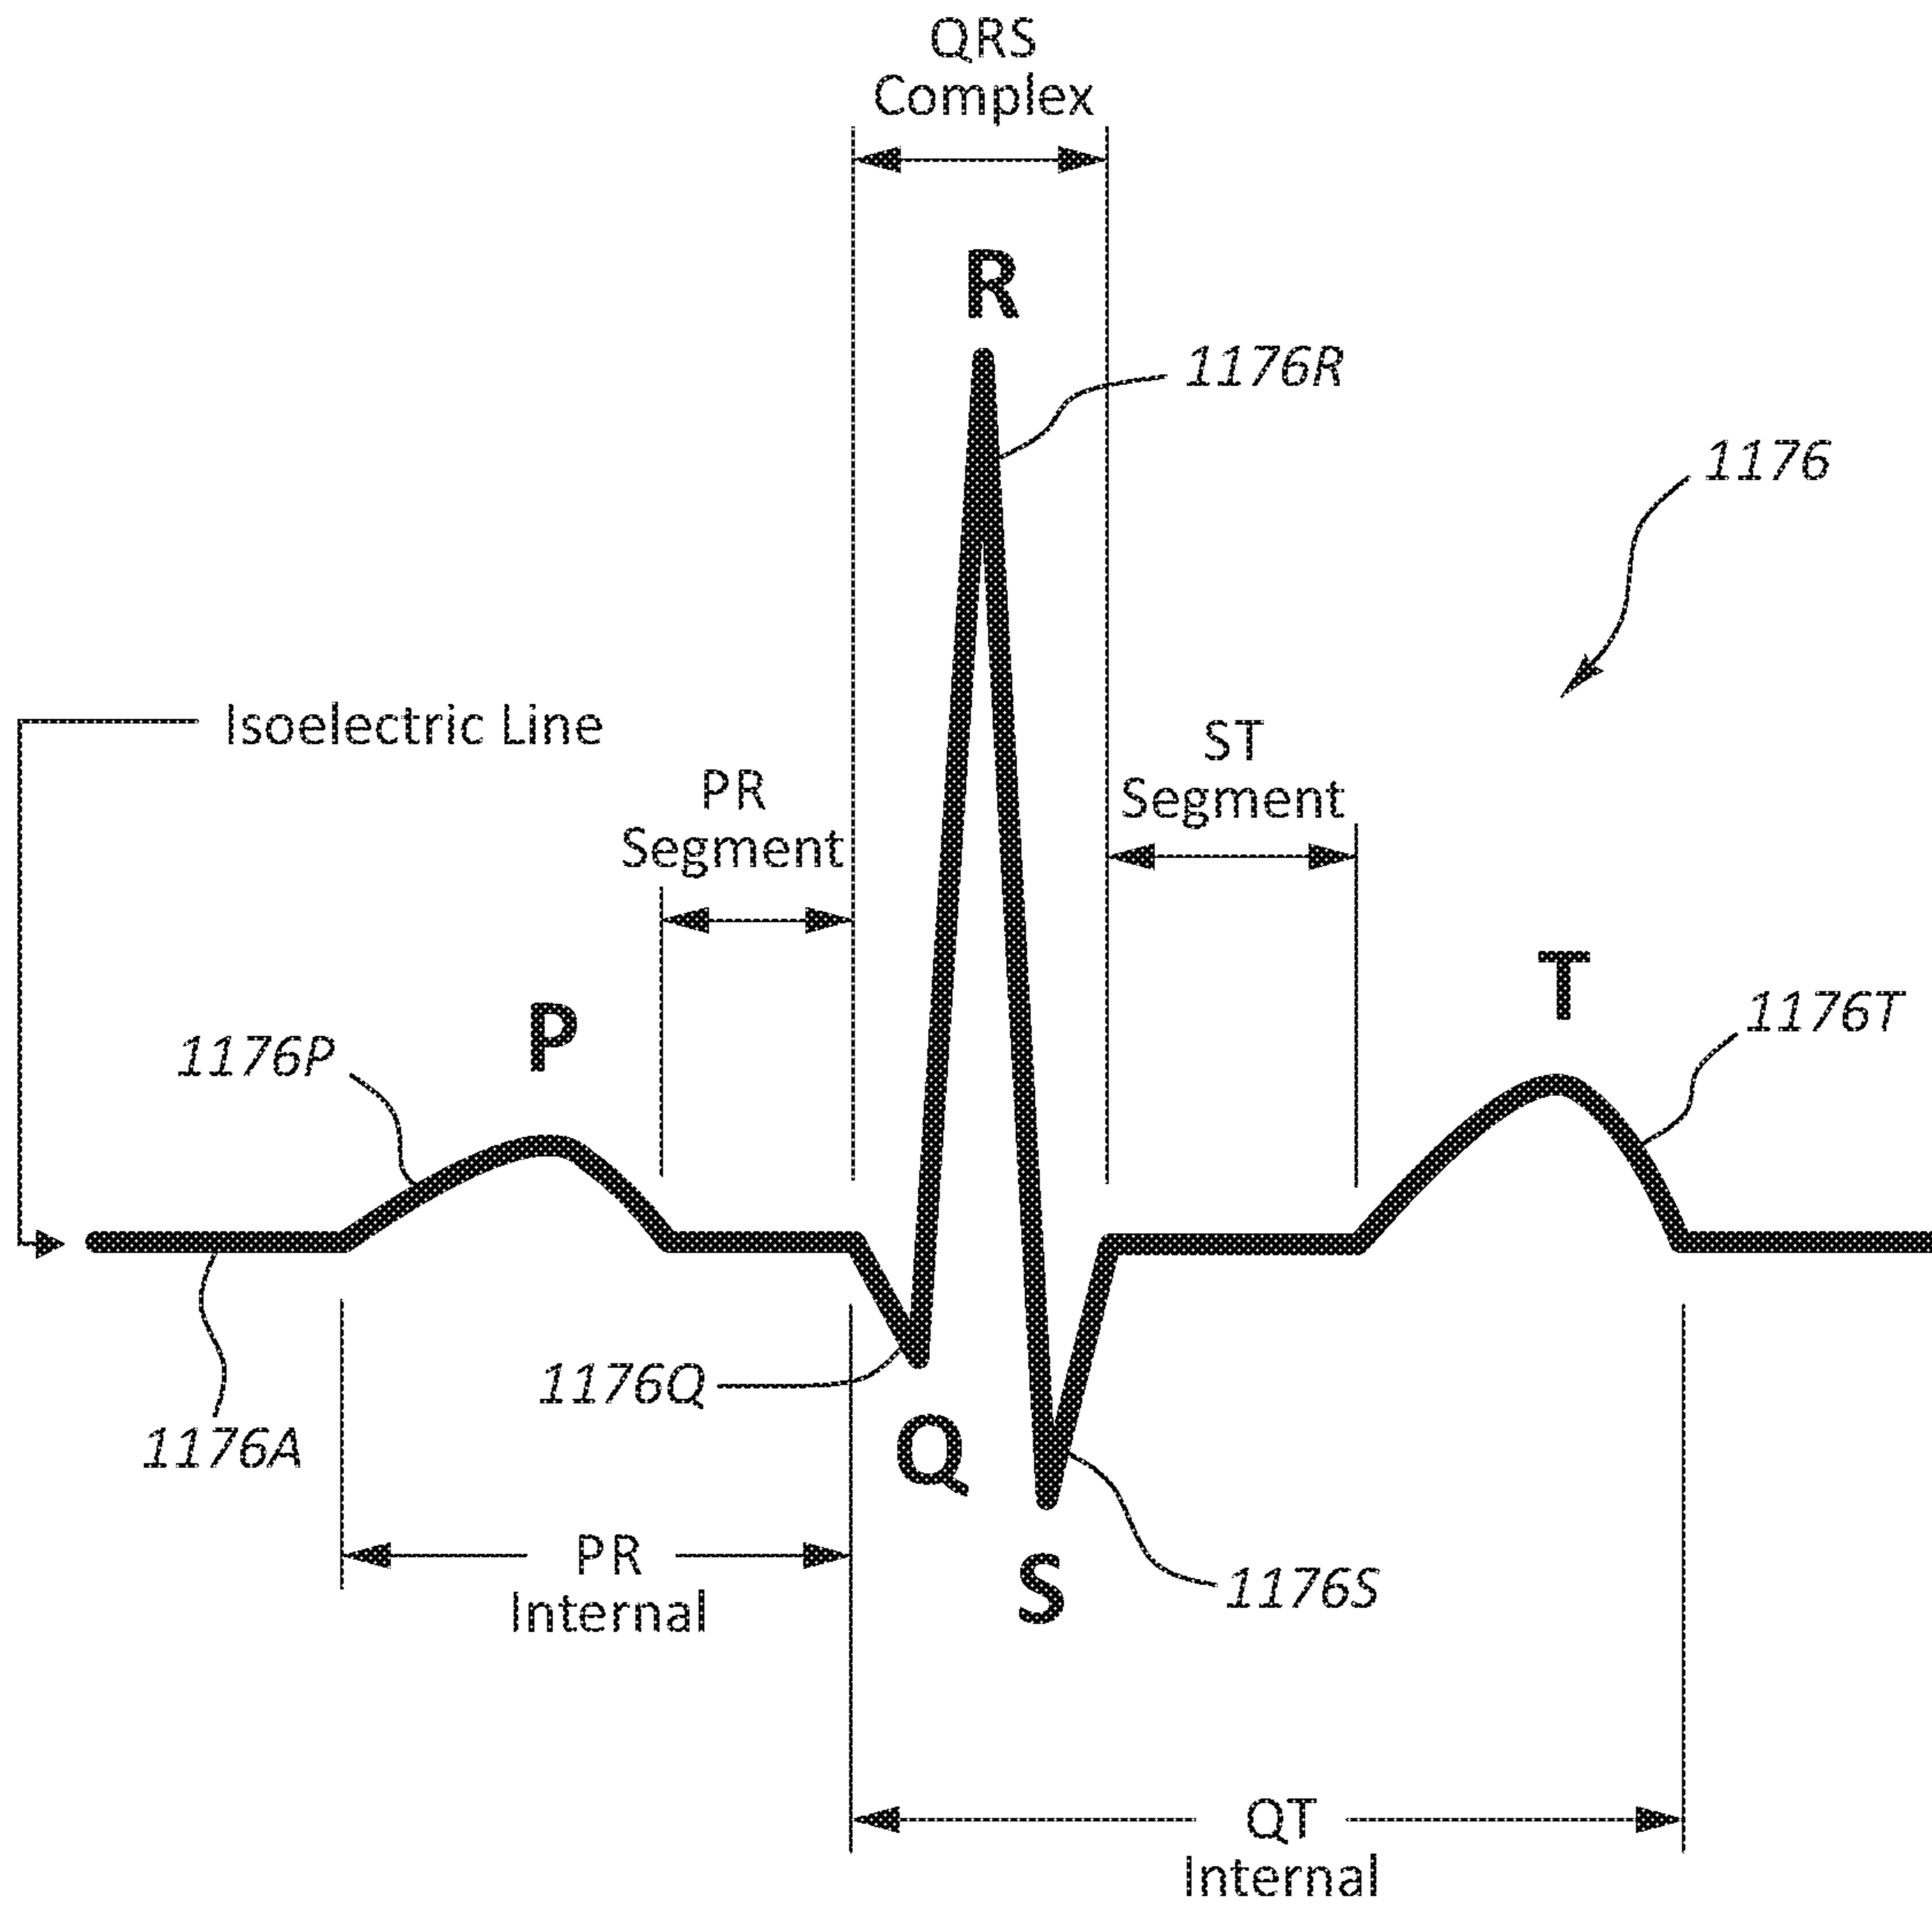 QRS
Complex
R
1176R
1176
Isoelectric Line
ST
Segment
PR
Segment
T
P
1176T
1176P
1176Q
1176A
Q
S
PR
Internal
1176S
QT
Internal